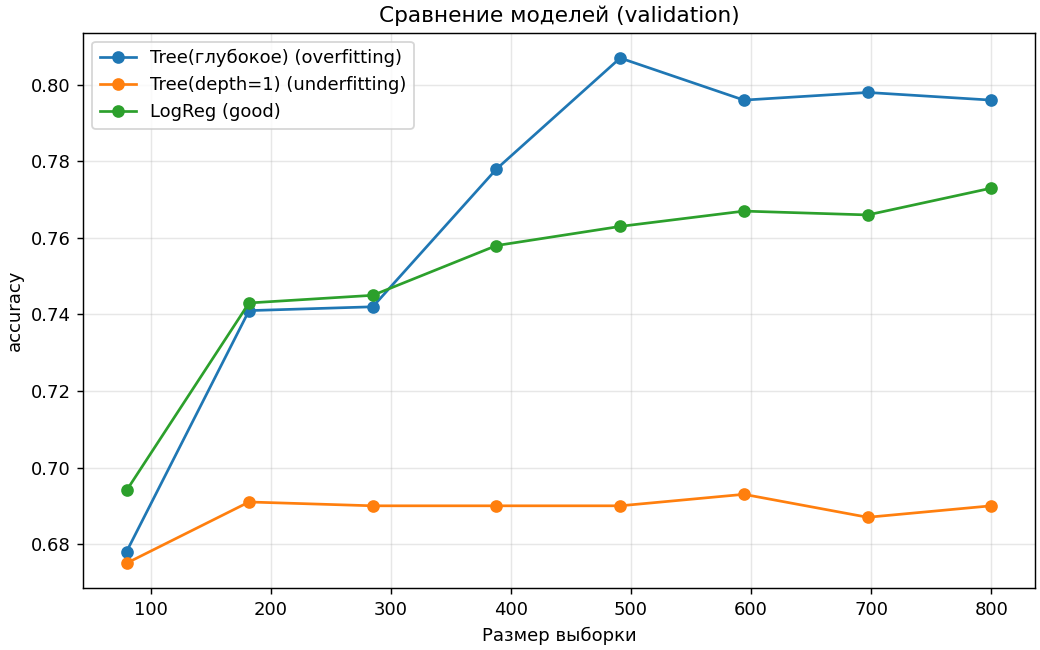 Сравнение моделей (validation)
Tree(глубокое) (overfitting)
Tree(depth=1) (underfitting)
LogReg (good)
accuracy
0.80
0.78
0.76
0.74
0.72
0.70
0.68
100 200 300 400 500 600 700 800
Размер выборки